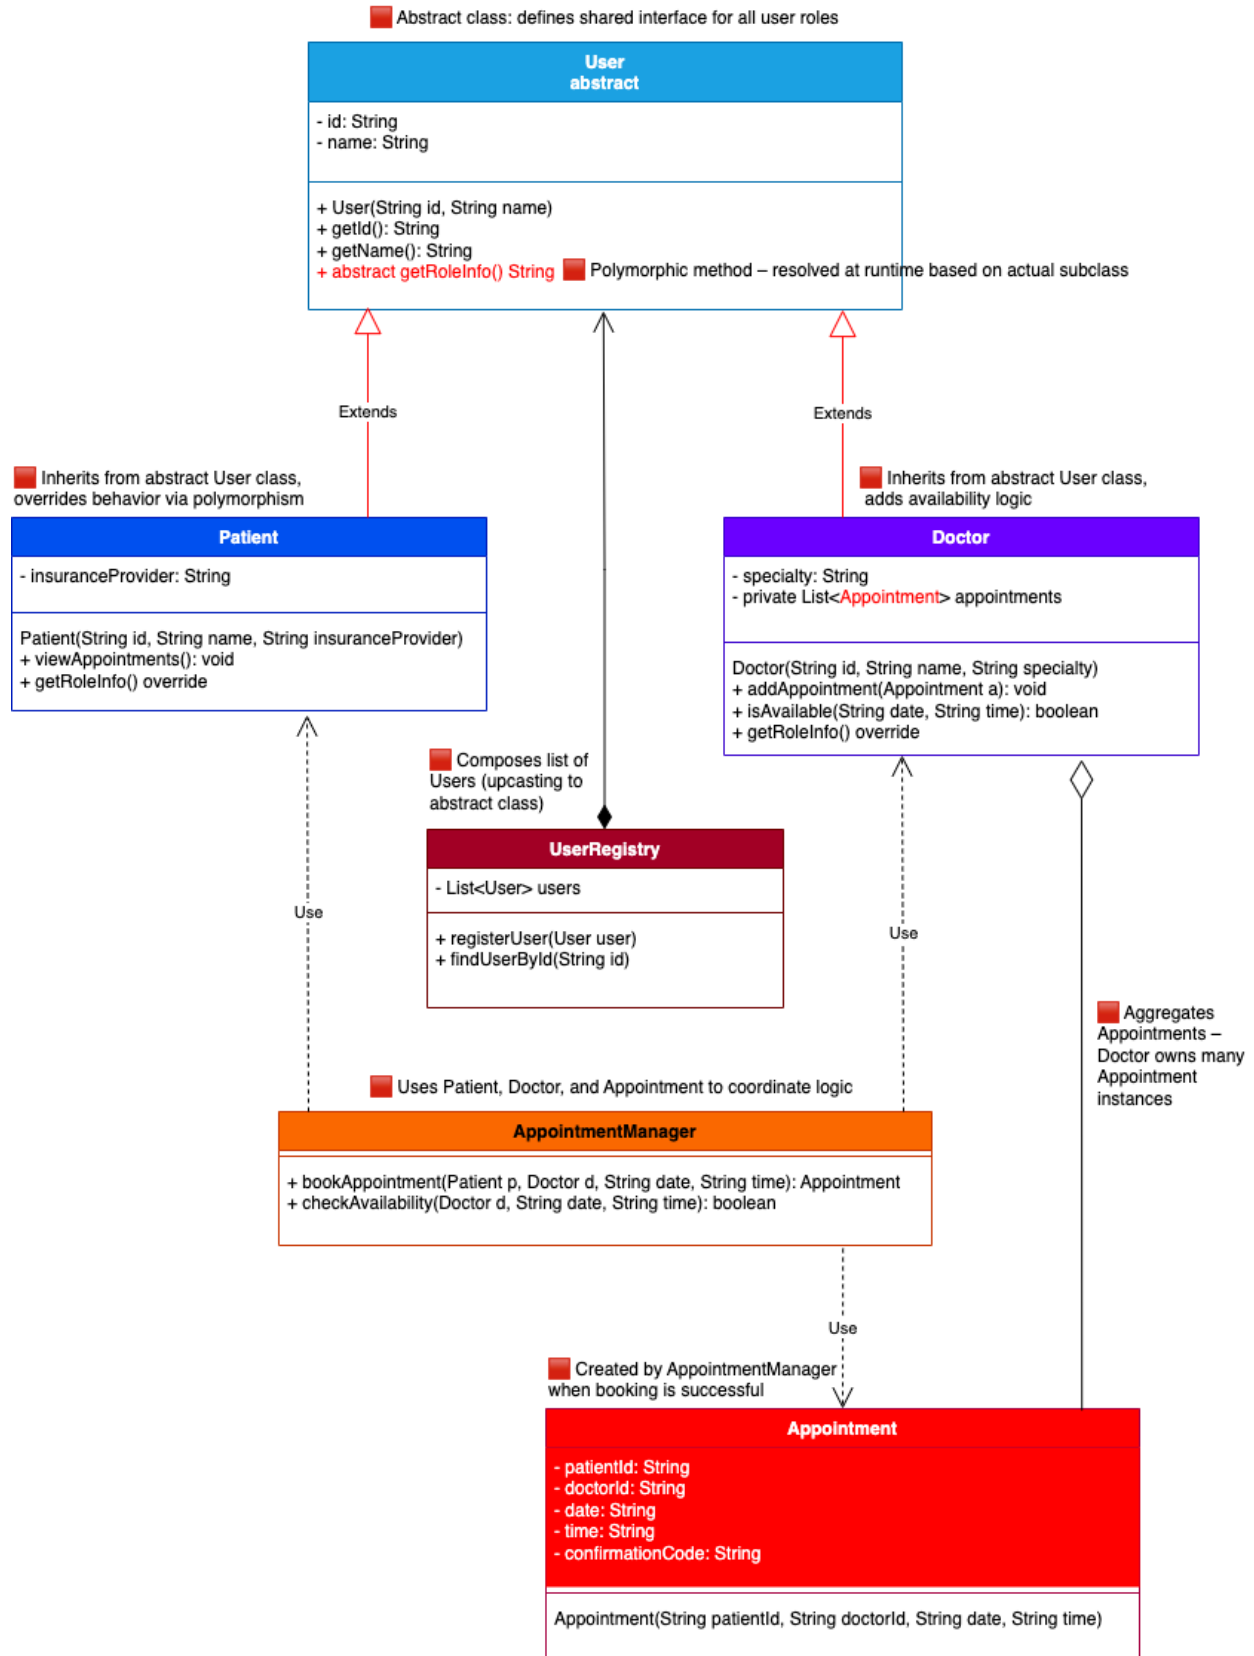 Abstract class: defines shared interface for all user roles
User
abstract
- id: String
- name: String
+ User(String id, String name)
+ getId(): String
+ getName(): String
+ abstract getRoleInfo() String
Polymorphic method – resolved at runtime based on actual subclass
Extends
Extends
Inherits from abstract User class,
overrides behavior via polymorphism
Inherits from abstract User class,
adds availability logic
Patient
- insuranceProvider: String
Patient(String id, String name, String insuranceProvider)
+ viewAppointments(): void
+ getRoleInfo() override
Doctor
- specialty: String
- private List<Appointment> appointments
Doctor(String id, String name, String specialty)
+ addAppointment(Appointment a): void
+ isAvailable(String date, String time): boolean
+ getRoleInfo() override
Composes list of
Users (upcasting to
abstract class)
UserRegistry
- List<User> users
+ registerUser(User user)
+ findUserById(String id)
Use
Use
Aggregates
Appointments –
Doctor owns many
Appointment
instances
Uses Patient, Doctor, and Appointment to coordinate logic
AppointmentManager
+ bookAppointment(Patient p, Doctor d, String date, String time): Appointment
+ checkAvailability(Doctor d, String date, String time): boolean
Use
Created by AppointmentManager
when booking is successful
Appointment
- patientId: String
- doctorId: String
- date: String
- time: String
- confirmationCode: String
Appointment(String patientId, String doctorId, String date, String time)